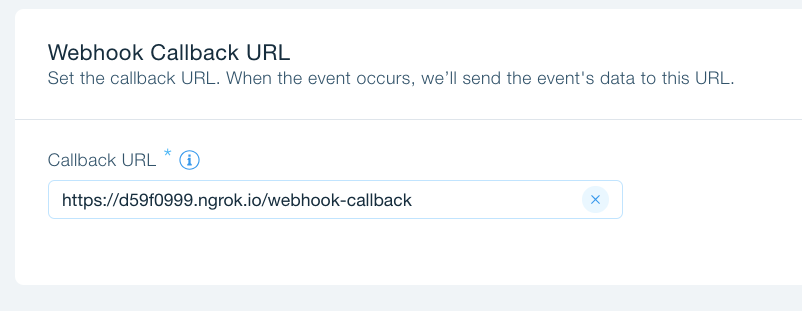 Webhook Callback URL
Set the callback URL. When the event occurs, we’ll send the event's data to this URL.
Callback URL *
https://d59f0999.ngrok.io/webhook-callback